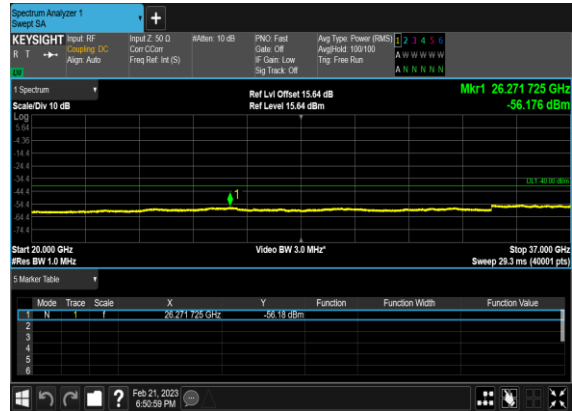 Spectrum Analyzer 1
Swept SA
+
KEYSIGHT Input: RF Input Z: 50 Ω #Atten: 10 dB PNO: Fast Avg Type: Power (RMS) 1 2 3 4 5 6
R T Coupling: DC Corr CCorr Gate: Off Avg|Hold: 100/100 A W W W W W
Align: Auto Freq Ref: Int (S) IF Gain: Low Trig: Free Run
Sig Track: Off A N N N N N
1 Spectrum Ref Lvl Offset 15.64 dB Mkr1 26.271 725 GHz
Scale/Div 10 dB Ref Level 15.64 dBm -56.176 dBm
Log
5.64
-4.36
-14.4
-24.4
-34.4
DL1 -40.00 dBm
-44.4
1
-54.4
-64.4
-74.4
Start 20.000 GHz Video BW 3.0 MHz* Stop 37.000 GHz
#Res BW 1.0 MHz Sweep 29.3 ms (40001 pts)
5 Marker Table
Mode Trace Scale X Y Function Function Width Function Value
1 N 1 f 26.271 725 GHz -56.18 dBm
2
3
4
5
6
? Feb 21, 2023
6:50:59 PM